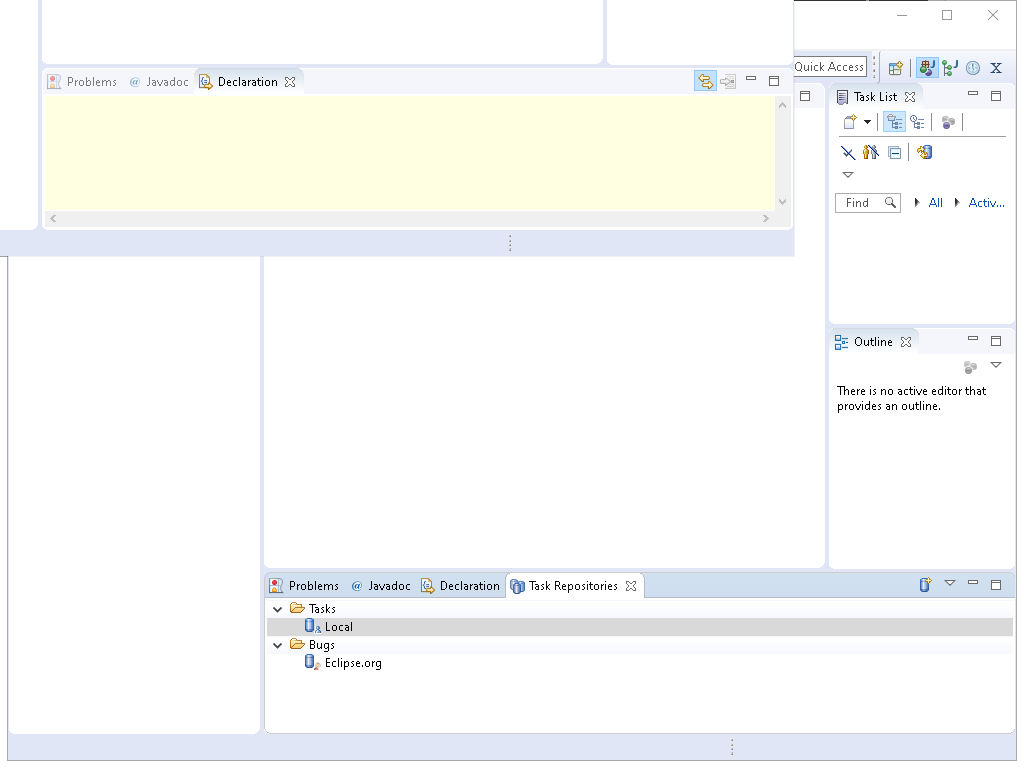 Problems @ Javadoc Declaration
Quick Access
Task List
Find All Activ...
Outline
There is no active editor that
provides an outline.
Problems @ Javadoc Declaration Task Repositories
Tasks
Local
Bugs
Eclipse.org